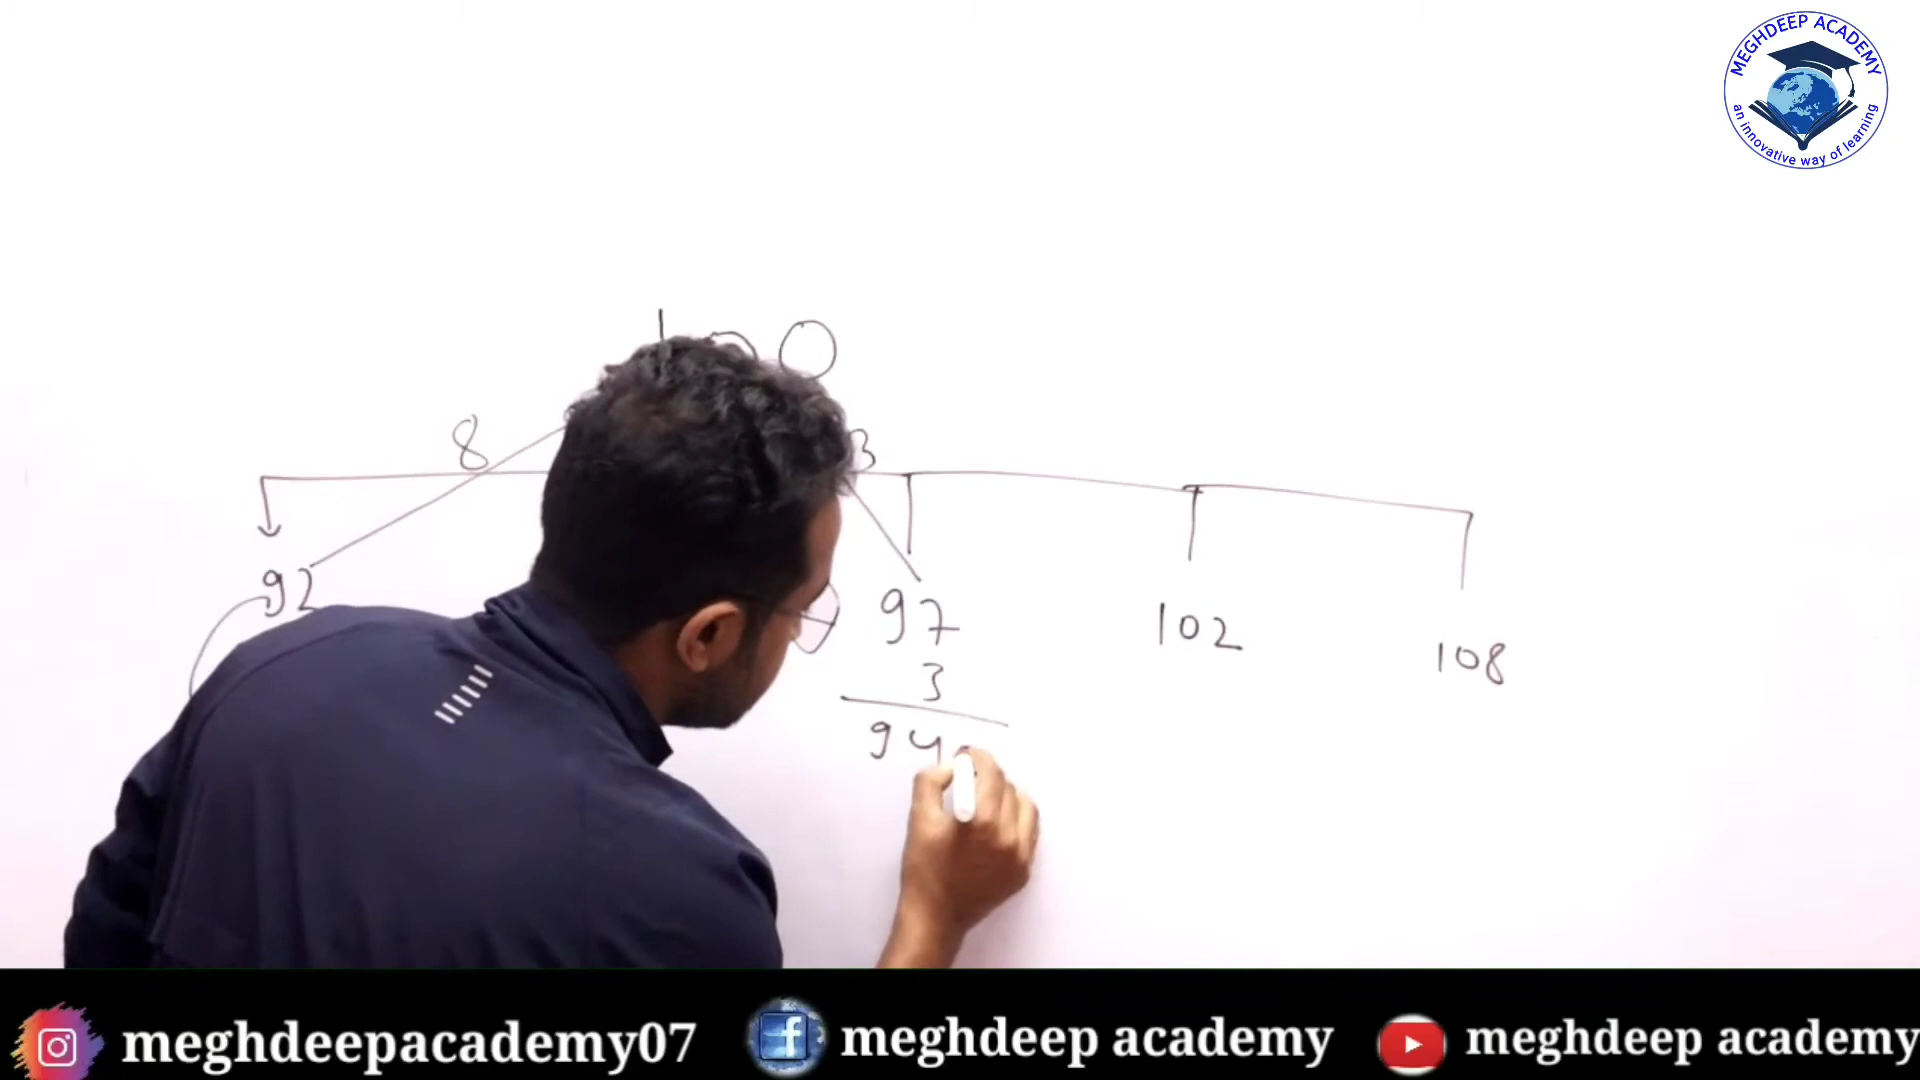 MEGHDEEP ACADEMY
an innovative way of learning
8
3
92
97
102
108
3
94
meghdeepacademy07
meghdeep academy
meghdeep academy